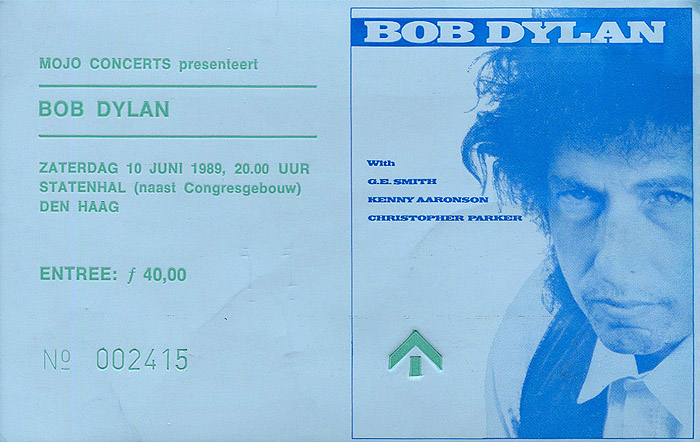 MOJO CONCERTS presenteert
BOB DYLAN
ZATERDAG 10 JUNI 1989, 20.00 UUR
STATENHAL (naast Congresgebouw)
DEN HAAG
ENTREE: ƒ 40,00
Nº 002415
BOB DYLAN
With
G.E. SMITH
KENNY AARONSON
CHRISTOPHER PARKER